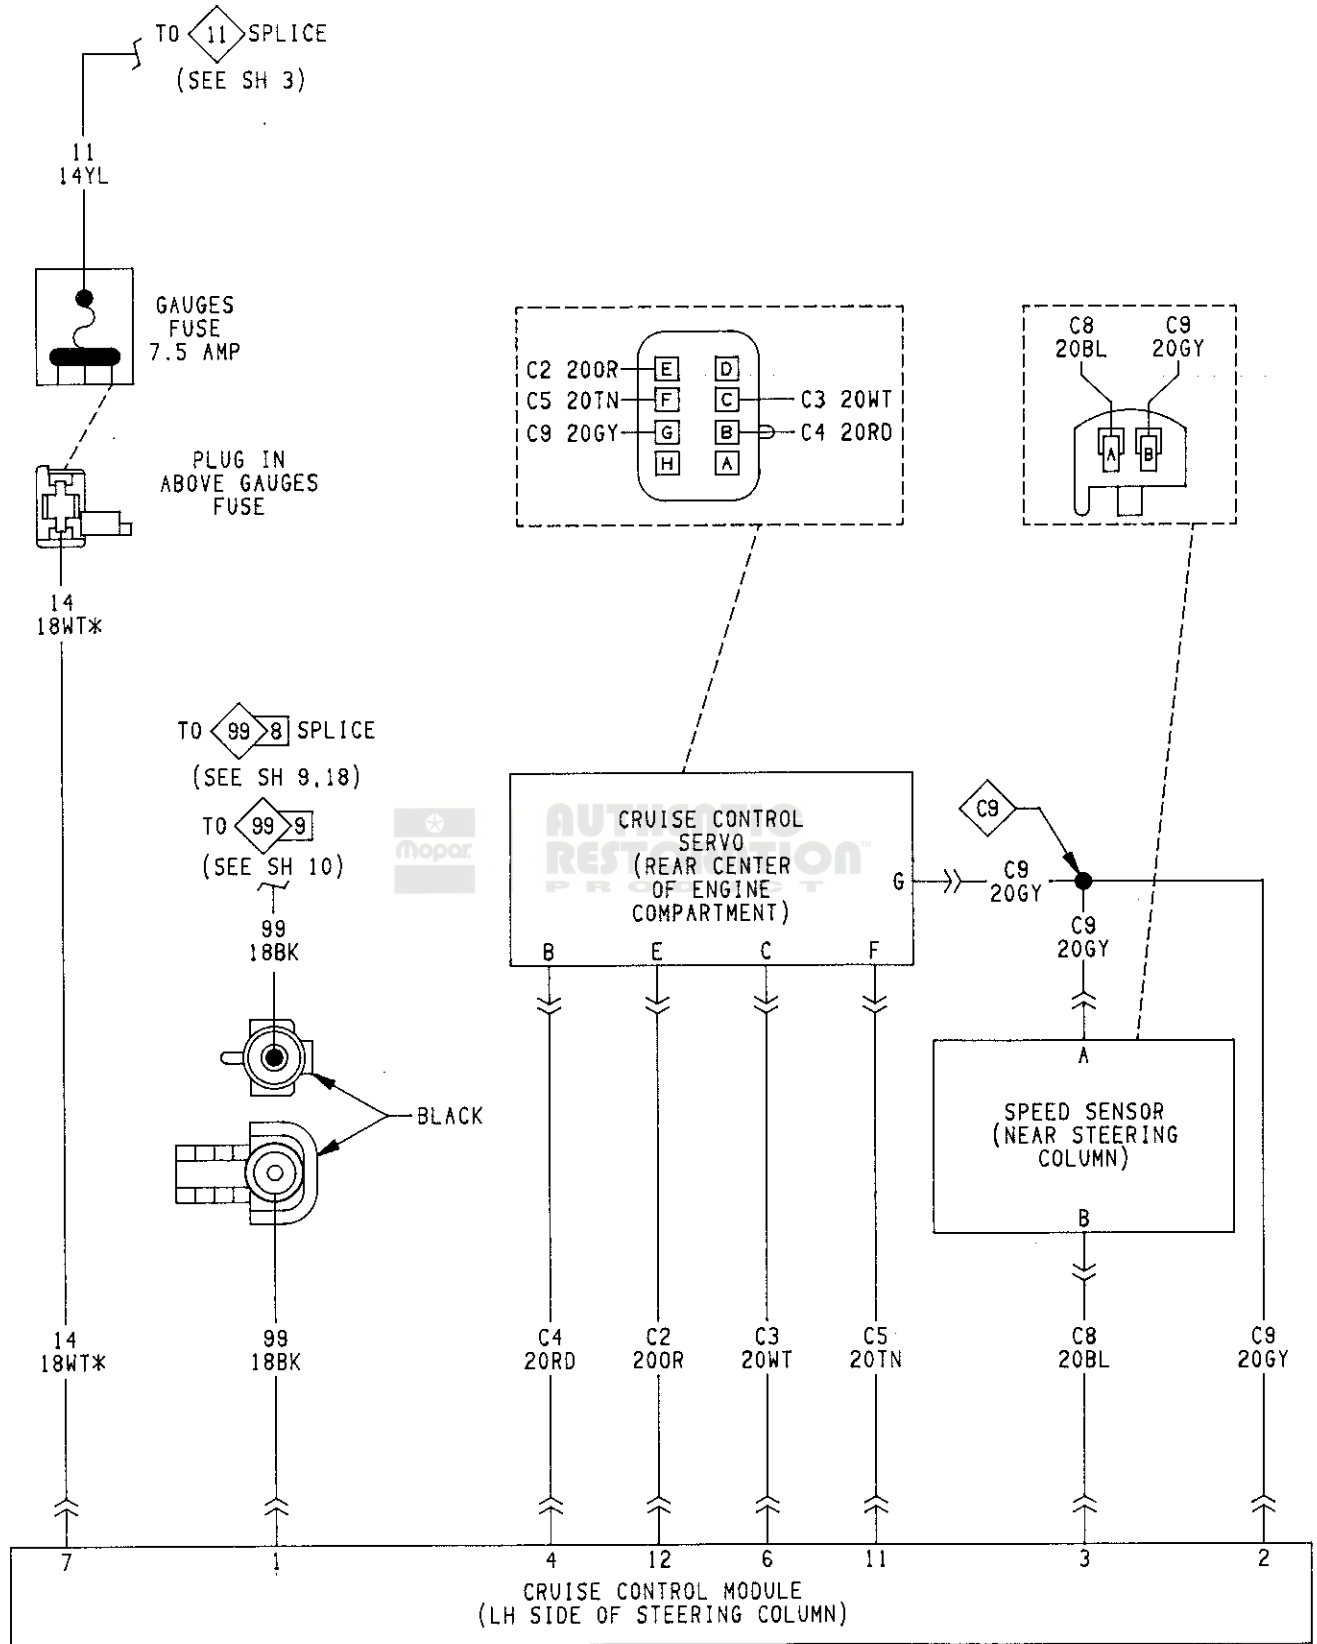 TO 11 SPLICE
(SEE SH 3)
11
14YL
GAUGES
FUSE
7.5 AMP
PLUG IN
ABOVE GAUGES
FUSE
14
18WT*
C2 20OR
C5 20TN
C9 20GY
E D
F C
G B
H A
C3 20WT
C4 20RD
C8
20BL
C9
20GY
A B
TO 99 8 SPLICE
(SEE SH 9,18)
TO 99 9
(SEE SH 10)
99
18BK
Mopar
AUTHENTIC
RESTORATION™
PRODUCT
CRUISE CONTROL
SERVO
(REAR CENTER
OF ENGINE
COMPARTMENT)
G
B E C F
C9
C9
20GY
C9
20GY
BLACK
A
SPEED SENSOR
(NEAR STEERING
COLUMN)
B
14
18WT*
99
18BK
C4
20RD
C2
20OR
C3
20WT
C5
20TN
C8
20BL
C9
20GY
7 1 4 12 6 11 3 2
CRUISE CONTROL MODULE
(LH SIDE OF STEERING COLUMN)